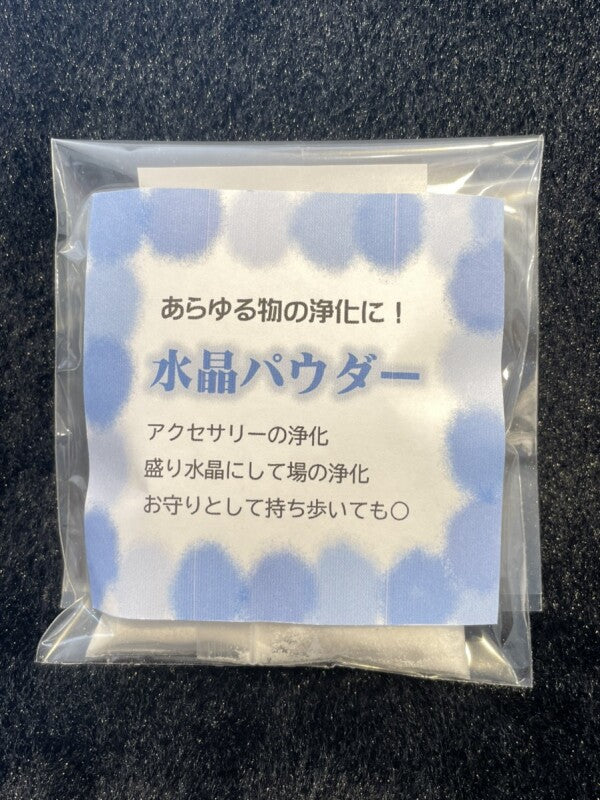 あらゆる物の浄化に！
水晶パウダー
アクセサリーの浄化
盛り水晶にして場の浄化
お守りとして持ち歩いても〇